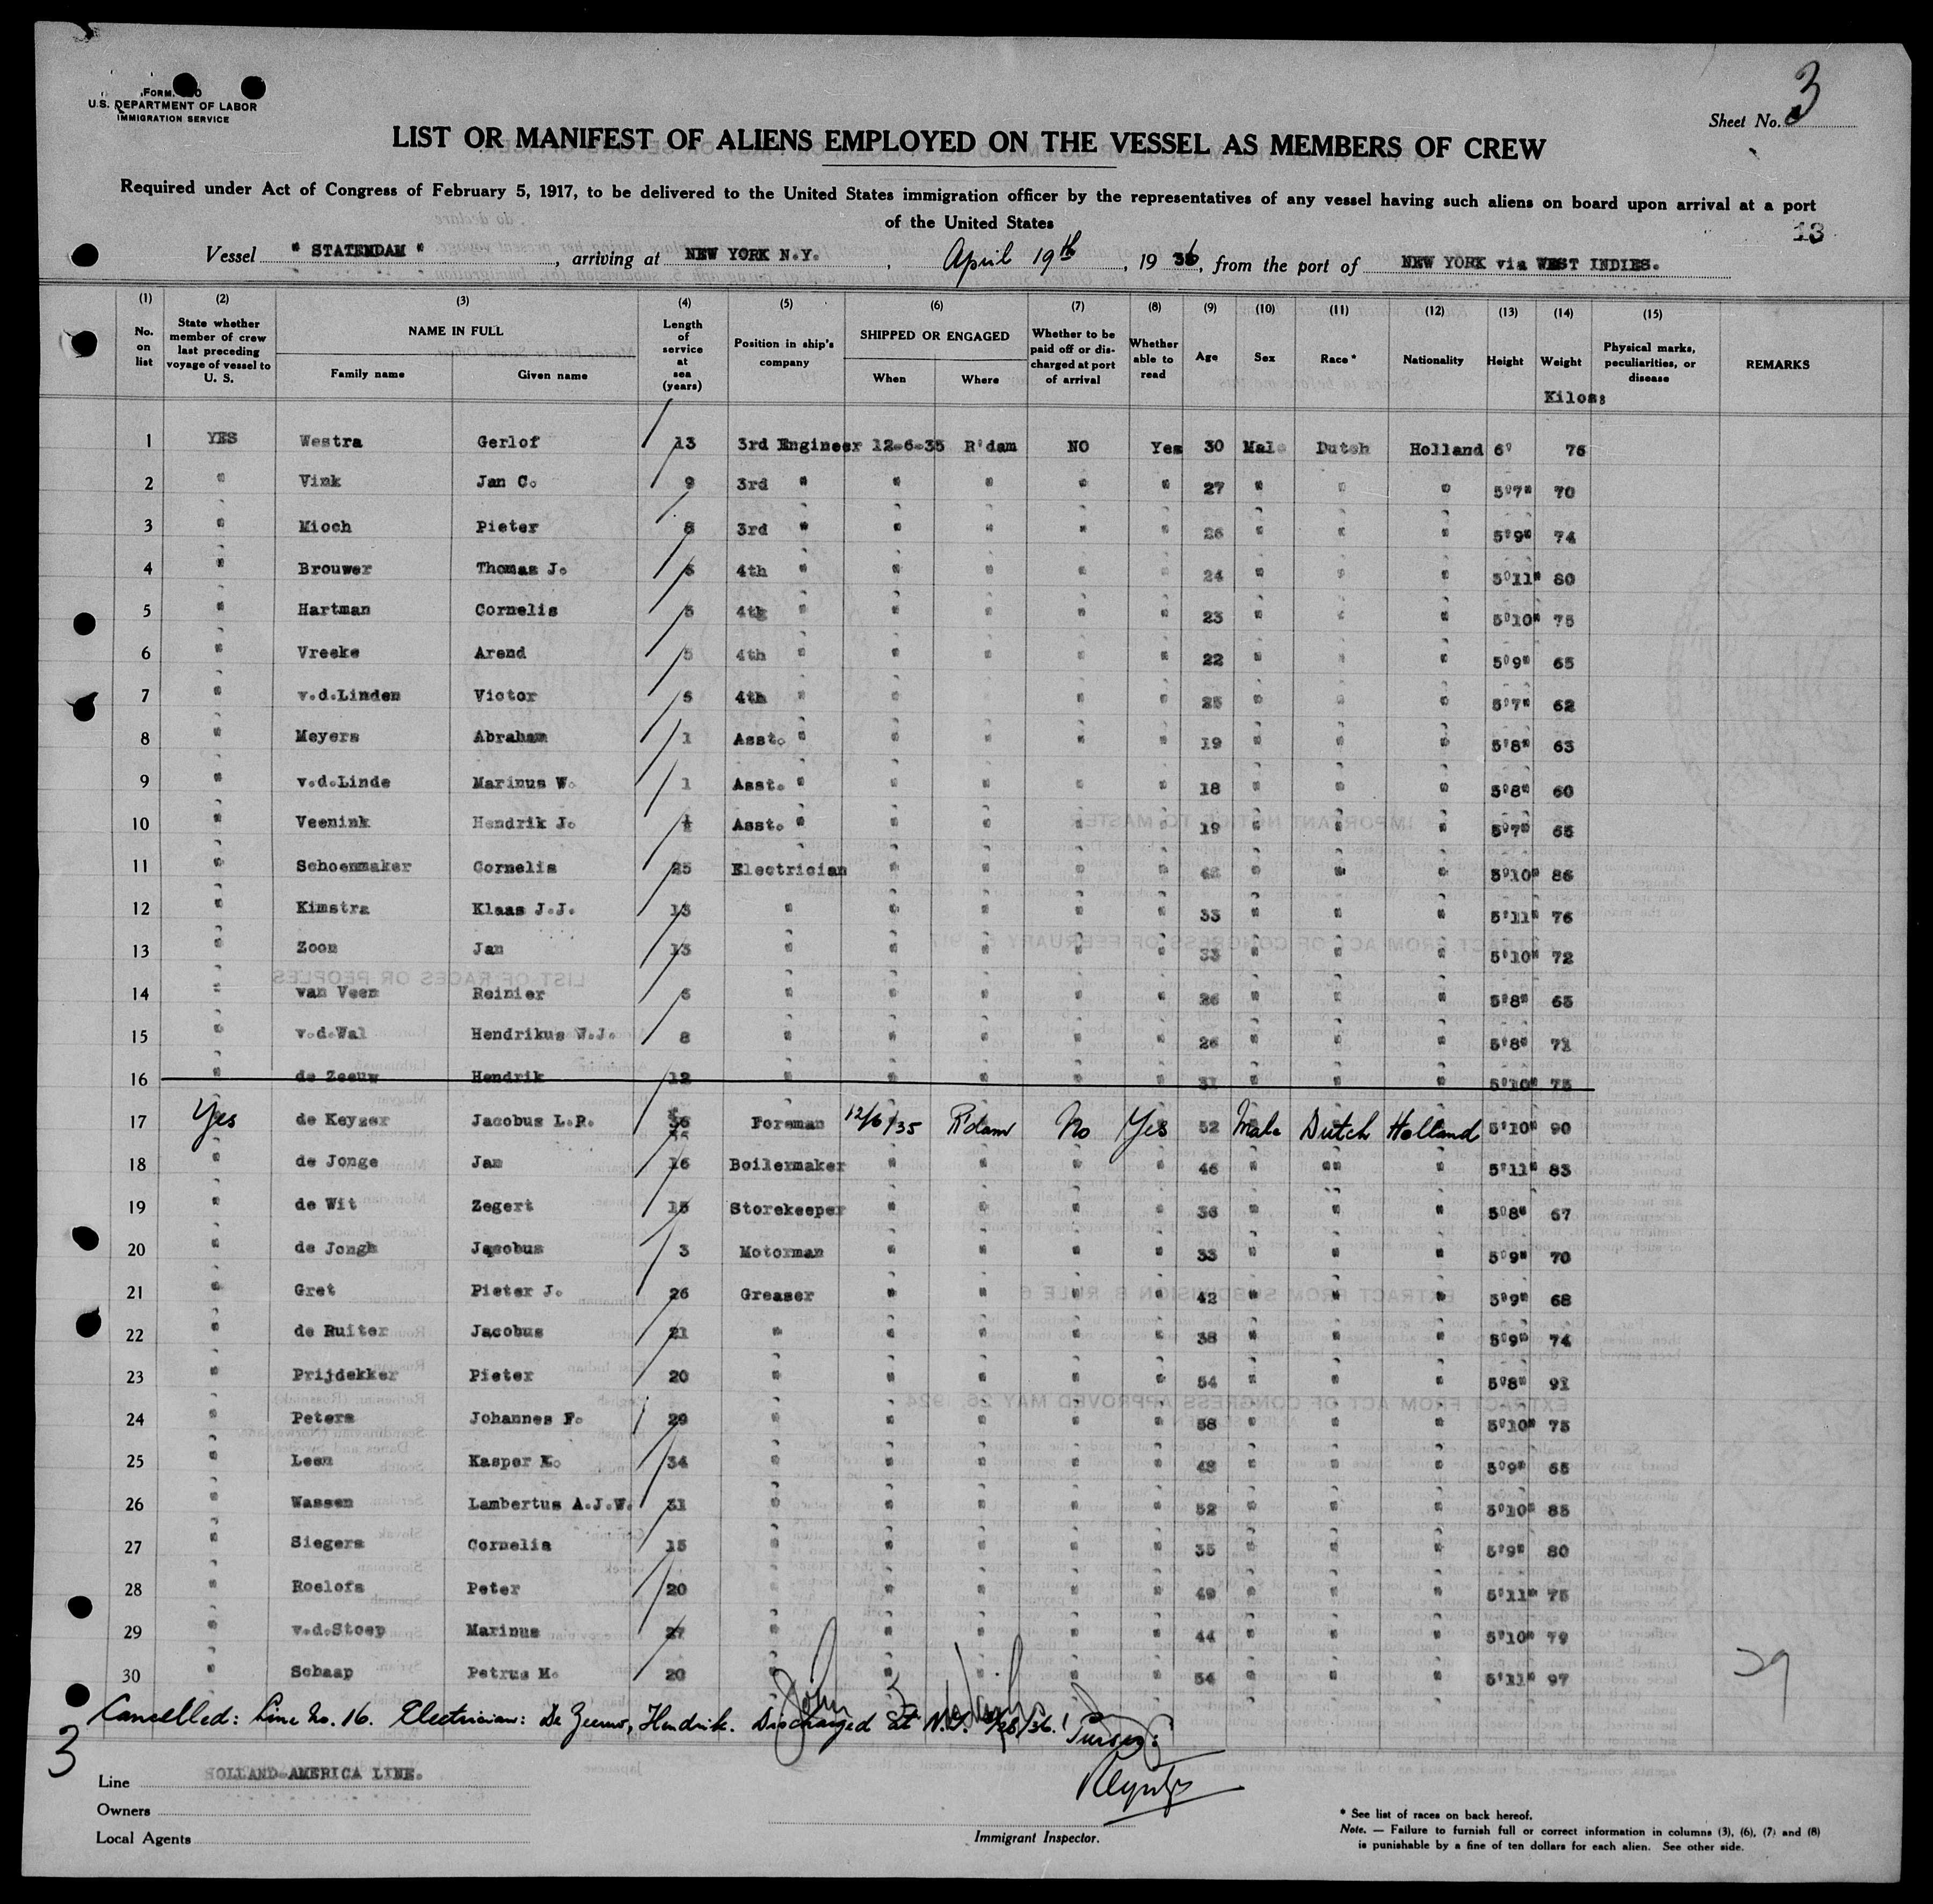 FORM
U.S. DEPARTMENT OF LABOR
IMMIGRATION SERVICE
Sheet No. 3
LIST OR MANIFEST OF ALIENS EMPLOYED ON THE VESSEL AS MEMBERS OF CREW
Required under Act of Congress of February 5, 1917, to be delivered to the United States immigration officer by the representatives of any vessel having such aliens on board upon arrival at a port
of the United States
13
Vessel " STATENDAM ", arriving at NEW YORK N.Y., April 19th, 1936, from the port of NEW YORK via WEST INDIES.
(1) (2) (3) (4) (5) (6) (7) (8) (9) (10) (11) (12) (13) (14) (15)
No. on list State whether member of crew last preceding voyage of vessel to U. S. NAME IN FULL Family name Given name Length of service at sea (years) Position in ship's company SHIPPED OR ENGAGED When Where Whether to be paid off or discharged at port of arrival Whether able to read Age Sex Race * Nationality Height Weight Physical marks, peculiarities, or disease REMARKS
Kilos:
1 YES Westra Gerlof 13 3rd Engineer 12-6-35 R'dam NO Yes 30 Male Dutch Holland 6' 76
2 " Vink Jan C. 9 3rd " " " " " 27 " " " 5'7" 70
3 " Mioch Pieter 8 3rd " " " " " 26 " " " 5'9" 74
4 " Brouwer Thomas J. 4th " " " " " 24 " " " 5'11" 80
5 " Hartman Cornelis 5 4th " " " " " 23 " " " 5'10" 75
6 " Vreeke Arend 5 4th " " " " " 22 " " " 5'9" 65
7 " v.d.Linden Victor 5 4th " " " " 25 " " " 5'7" 62
8 " Meyers Abraham 1 Asst. " " " " " 19 " " " 5'8" 63
9 " v.d.Linde Marinus W. 1 Asst. " " " " " 18 " " " 5'8" 60
10 " Veenink Hendrik J. Asst. " " " " " 19 " " " 5'7" 65
11 " Schoenmaker Cornelis 25 Electrician " " " " " " " 5'10" 86
12 " Kimstra Klaas J.J. 13 " " " " " 33 " " " 5'11" 76
13 " Zoon Jan 13 " " " " " 33 " " " 5'10" 72
14 " van Veen Reinier 6 " " " " " 26 " " " 5'8" 65
15 " v.d.Wal Hendrikus W.J. 8 " " " " " 26 " " " 5'8" 71
16 " de Zeeuw Hendrik 12 " " " " " 31 " " " 5'10" 75
17 Yes de Keyzer Jacobus L.P. 36 Foreman 12/6/35 R'dam No Yes 52 Male Dutch Holland 5'10" 90
18 " de Jonge Jan 16 Boilermaker " " " " 46 " "" " 5'11" 83
19 " de Wit Zegert 15 Storekeeper " " " " 36 " " " 5'8" 67
20 " de Jongh Jacobus 3 Motorman " " " " 33 " " " 5'9" 70
21 " Gret Pieter J. 26 Greaser " " " " 42 " " " 5'9" 68
22 " de Ruiter Jacobus 21 " " " " " 38 " " " 5'9" 74
23 " Prijdekker Pieter 20 " " " " " 54 " " " 5'8" 91
24 " Peters Johannes F. 29 " " " " " 58 " " " 5'10" 75
25 " Leen Kasper K. 34 " " " " " 48 " " " 5'9" 65
26 " Wassen Lambertus A.J.W. 31 " " " " " 52 " " " 5'10" 85
27 " Siegers Cornelis 15 " " " " " 35 " " " 5'9" 80
28 " Roelofs Peter 20 " " " " " 49 " " " 5'11" 75
29 " v.d.Stoep Marinus 27 " " " " " 44 " " " 5'10" 79
30 " Schaap Petrus M. 20 " " " " " 54 " " " 5'11" 97
29
Cancelled: Line No. 16. Electrician: De Zeeuw, Hendrik. Discharged at N.Y. /28/36.! Purser:
3
Line HOLLAND-AMERICA LINE.
Owners
Local Agents
Immigrant Inspector.
* See list of races on back hereof.
Note. — Failure to furnish full or correct information in columns (3), (6), (7) and (8)
is punishable by a fine of ten dollars for each alien. See other side.